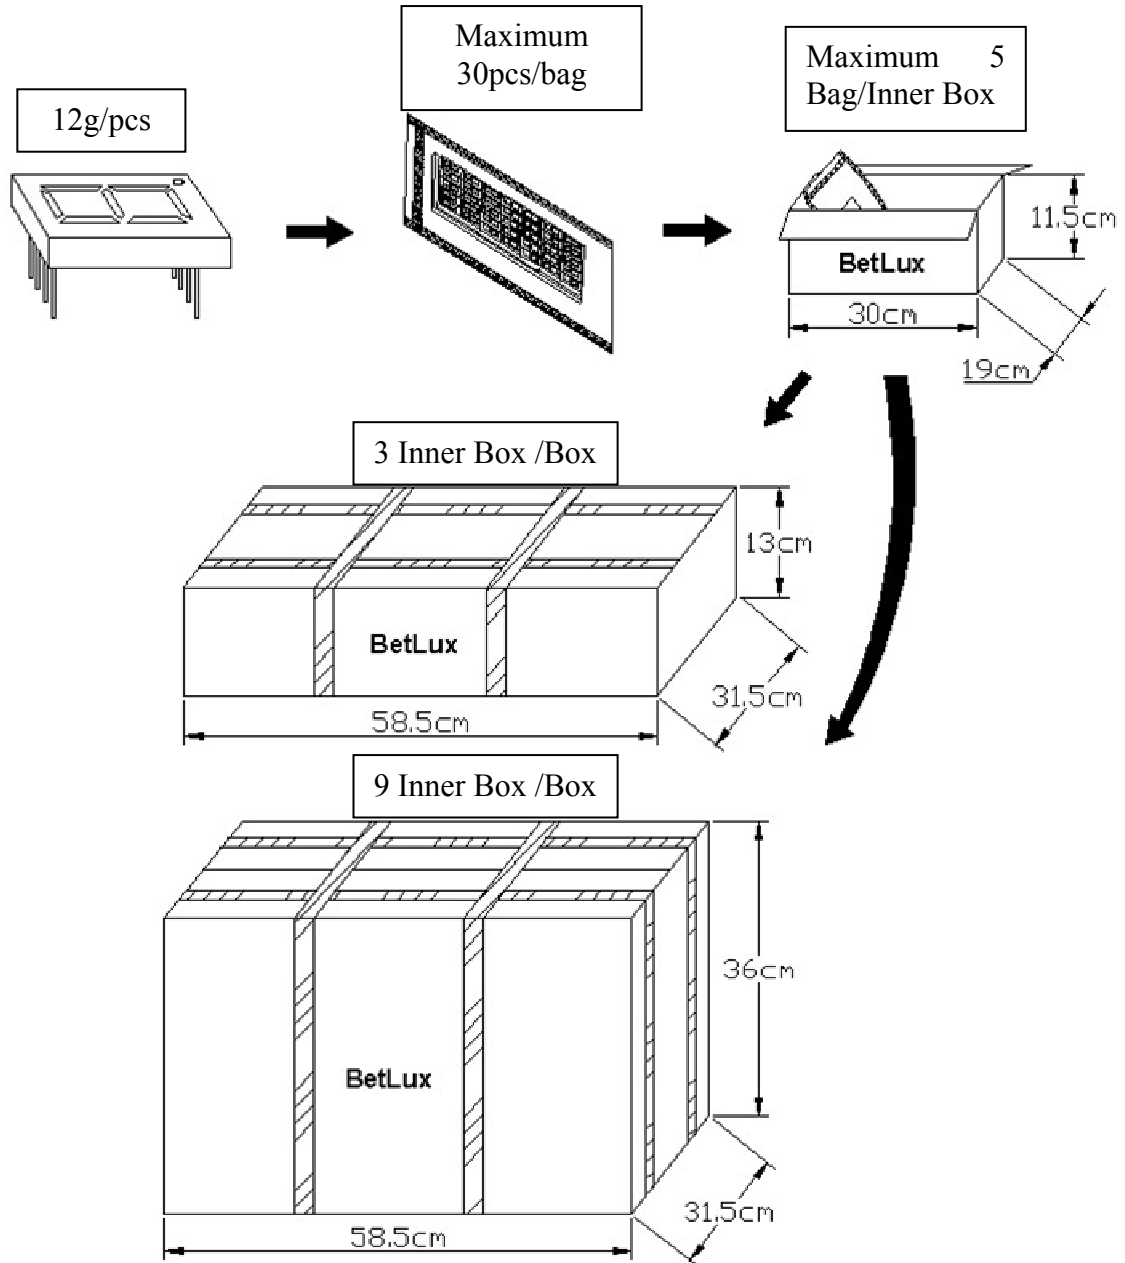 12g/pcs
Maximum
30pcs/bag
Maximum 5
Bag/Inner Box
BetLux
11.5cm
30cm
19cm
3 Inner Box /Box
BetLux
13cm
31.5cm
58.5cm
9 Inner Box /Box
BetLux
36cm
31.5cm
58.5cm